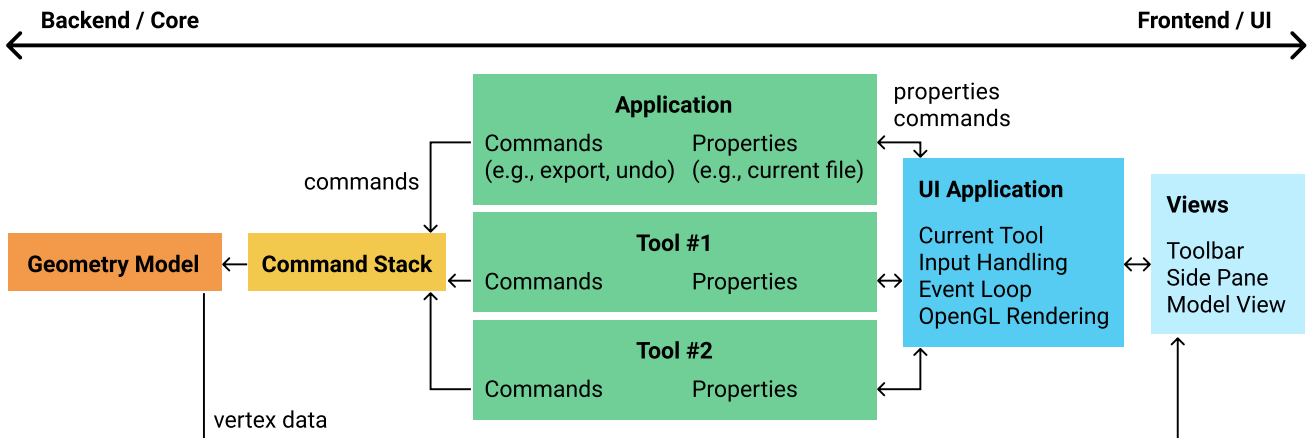 Backend / Core
Frontend / UI
Application
Commands
(e.g., export, undo)
Properties
(e.g., current file)
properties
commands
commands
Geometry Model
Command Stack
Tool #1
Commands
Properties
Tool #2
Commands
Properties
UI Application
Current Tool
Input Handling
Event Loop
OpenGL Rendering
Views
Toolbar
Side Pane
Model View
vertex data